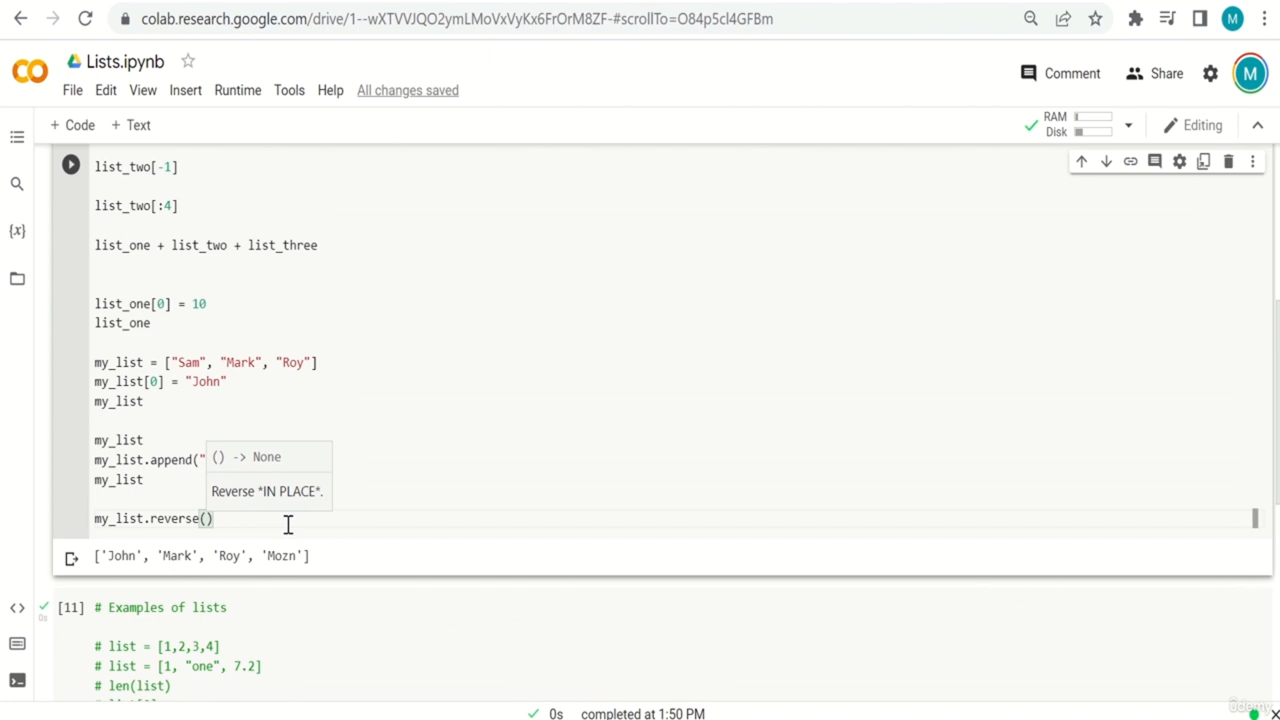 colab.research.google.com/drive/1--wXTVVJQO2ymLMoVxVyKx6FrOrM8ZF-#scrollTo=O84p5cl4GFBm
M
Lists.ipynb
Comment
Share
M
File Edit View Insert Runtime Tools Help All changes saved
+ Code + Text
RAM
Disk
Editing
list_two[-1]
list_two[:4]
list_one + list_two + list_three
list_one[0] = 10
list_one
my_list = ["Sam", "Mark", "Roy"]
my_list[0] = "John"
my_list
my_list
my_list.append("
() -> None
my_list
Reverse *IN PLACE*.
my_list.reverse()
['John', 'Mark', 'Roy', 'Mozn']
[11] # Examples of lists
0s
# list = [1,2,3,4]
# list = [1, "one", 7.2]
# len(list)
0s completed at 1:50 PM
udemy